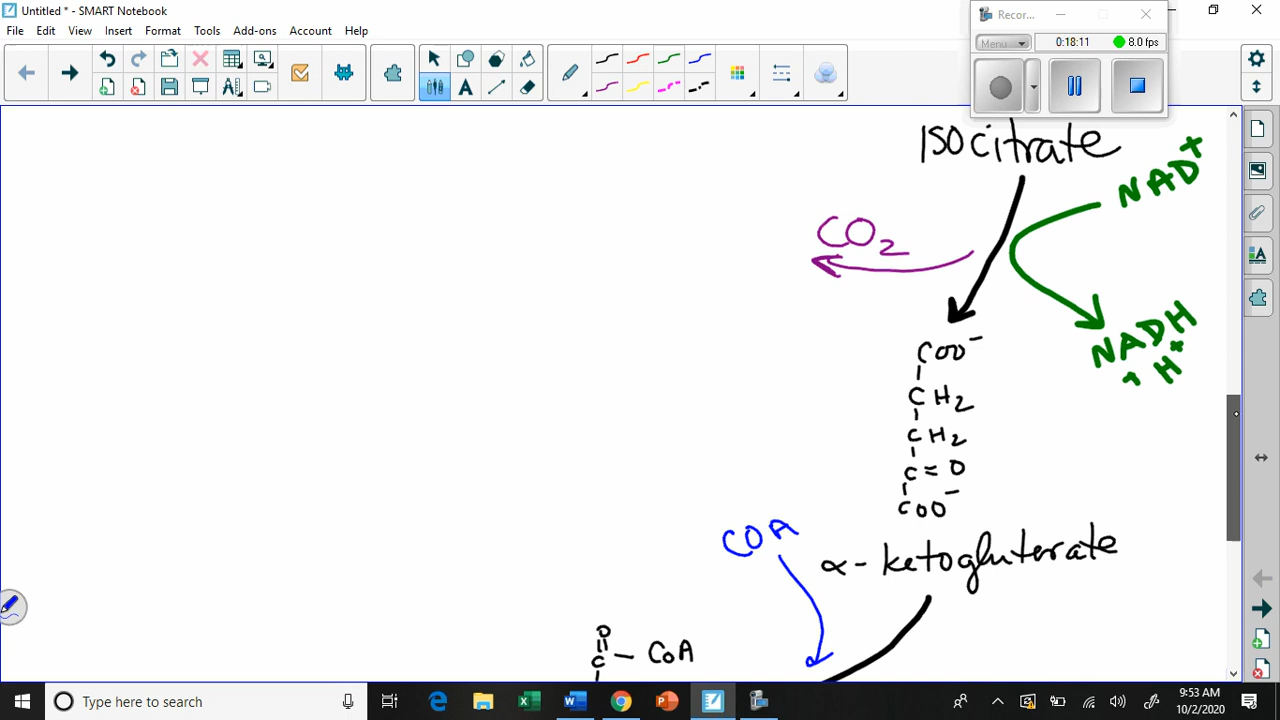 Untitled * - SMART Notebook
File Edit View Insert Format Tools Add-ons Account Help
Recor...
Menu 0:18:11 8.0 fps
Isocitrate
NAD+
CO2
NADH
+ H+
COO−
CH2
CH2
C=O
COO−
COA
α-ketogluterate
O
C – CoA
Type here to search
9:53 AM
10/2/2020